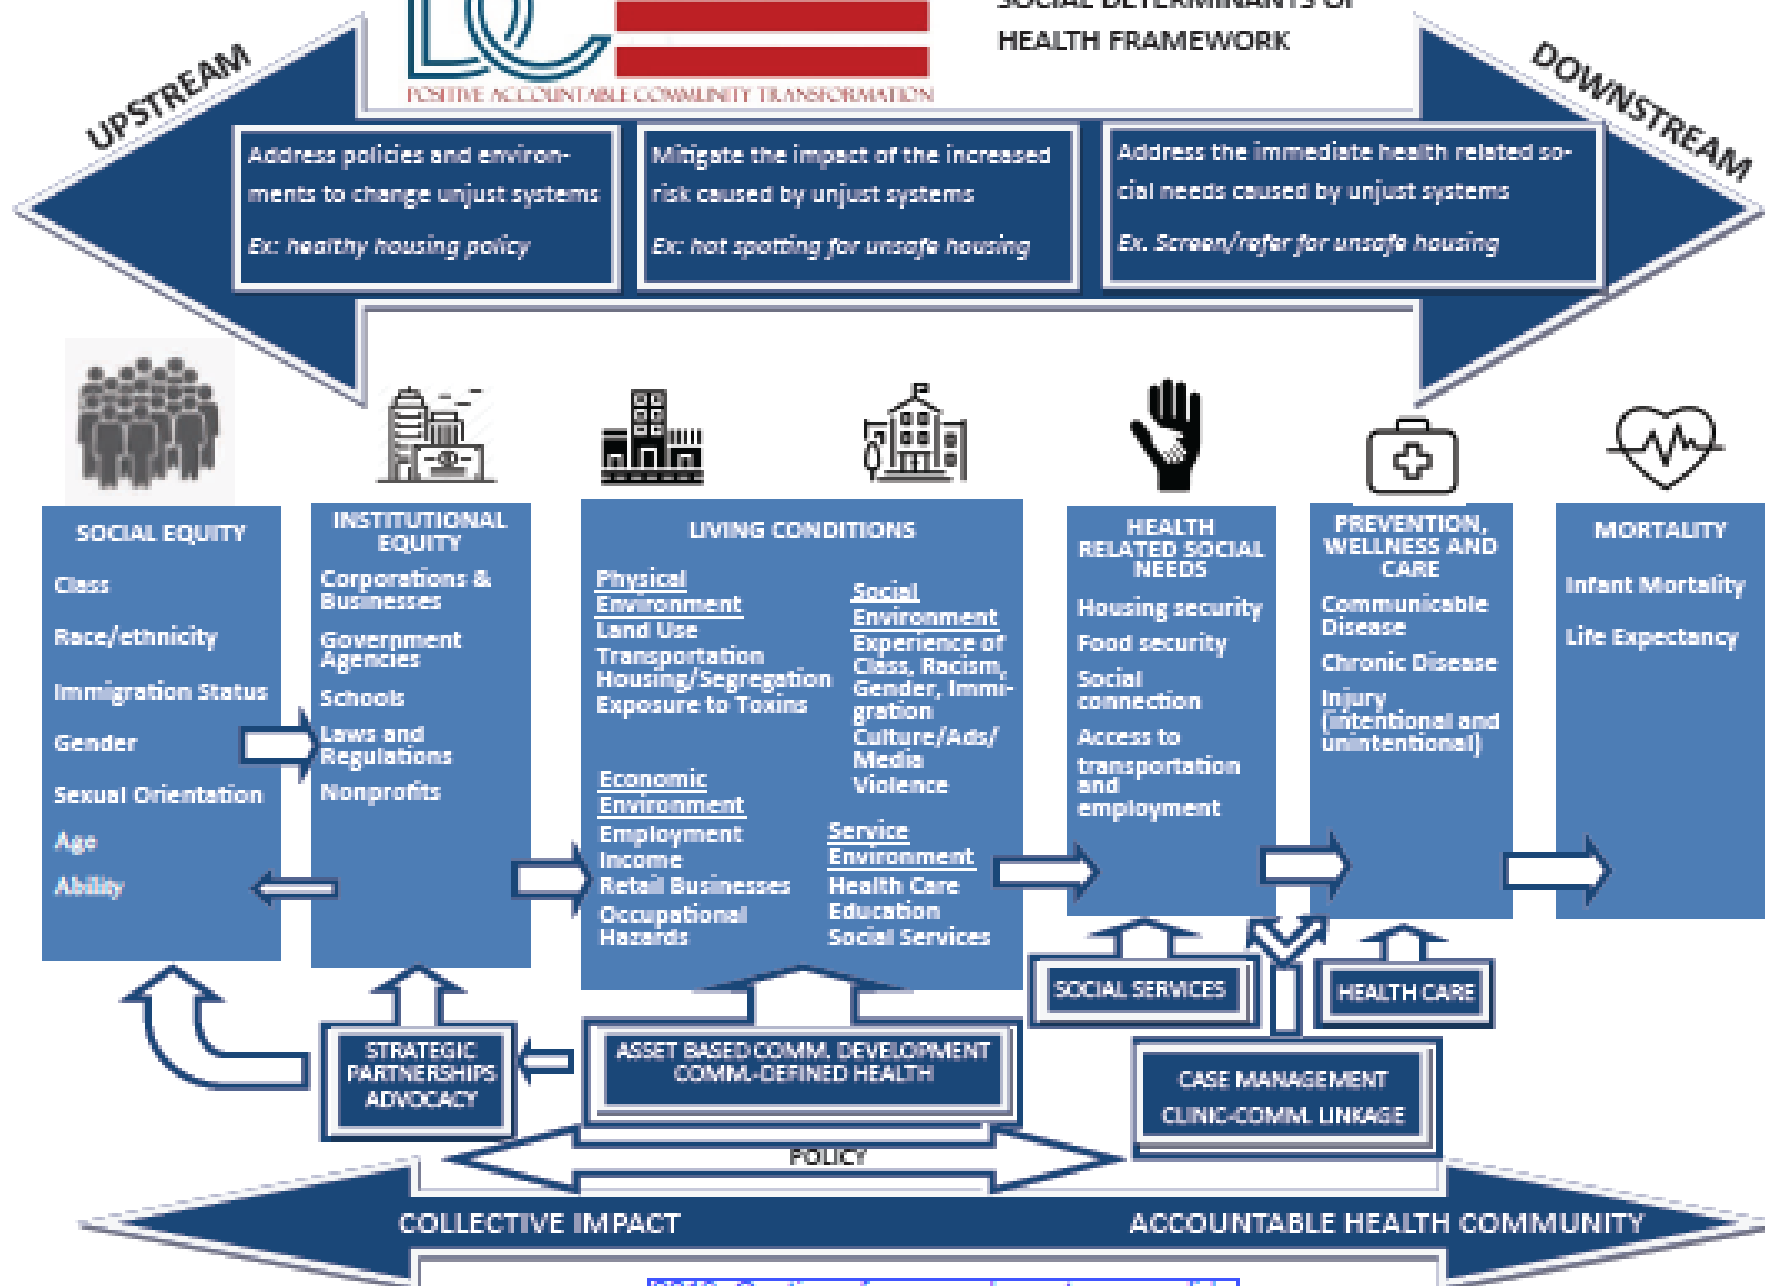 SOCIAL DETERMINANTS OF
HEALTH FRAMEWORK
POSITIVE ACCOUNTABLE COMMUNITY TRANSFORMATION
UPSTREAM
DOWNSTREAM
Address policies and environ-
ments to change unjust systems
Ex: healthy housing policy
Mitigate the impact of the increased
risk caused by unjust systems
Ex: hot spotting for unsafe housing
Address the immediate health related so-
cial needs caused by unjust systems
Ex. Screen/refer for unsafe housing
SOCIAL EQUITY
Class
Race/ethnicity
Immigration Status
Gender
Sexual Orientation
Age
Ability
INSTITUTIONAL
EQUITY
Corporations &
Businesses
Government
Agencies
Schools
Laws and
Regulations
Nonprofits
LIVING CONDITIONS
Physical
Environment
Land Use
Transportation
Housing/Segregation
Exposure to Toxins
Economic
Environment
Employment
Income
Retail Businesses
Occupational
Hazards
Social
Environment
Experience of
Class, Racism,
Gender, Immi-
gration
Culture/Ads/
Media
Violence
Service
Environment
Health Care
Education
Social Services
HEALTH
RELATED SOCIAL
NEEDS
Housing security
Food security
Social
connection
Access to
transportation
and
employment
PREVENTION,
WELLNESS AND
CARE
Communicable
Disease
Chronic Disease
Injury
(intentional and
unintentional)
MORTALITY
Infant Mortality
Life Expectancy
SOCIAL SERVICES
HEALTH CARE
STRATEGIC
PARTNERSHIPS
ADVOCACY
ASSET BASED COMM. DEVELOPMENT
COMM.-DEFINED HEALTH
CASE MANAGEMENT
CLINIC-COMM. LINKAGE
POLICY
COLLECTIVE IMPACT
ACCOUNTABLE HEALTH COMMUNITY